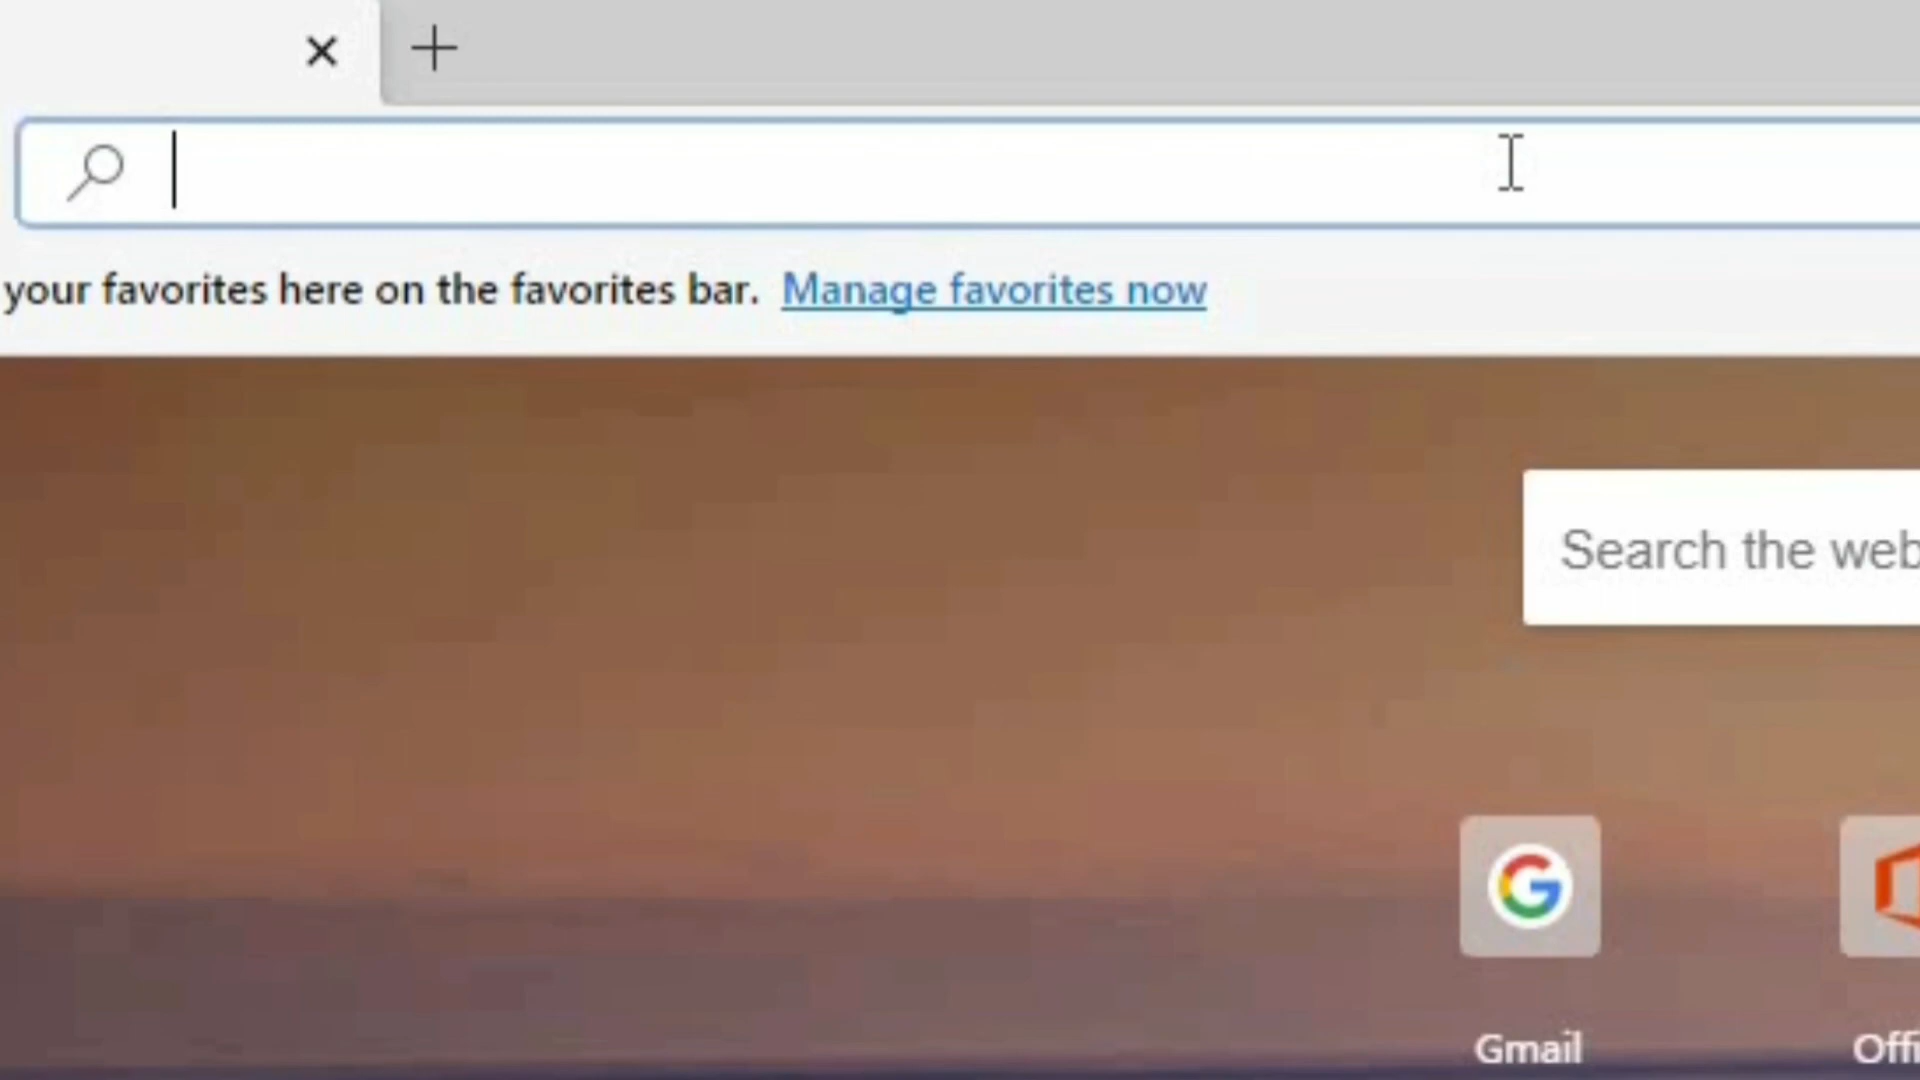 your favorites here on the favorites bar. Manage favorites now
Search the web
Gmail
Offi